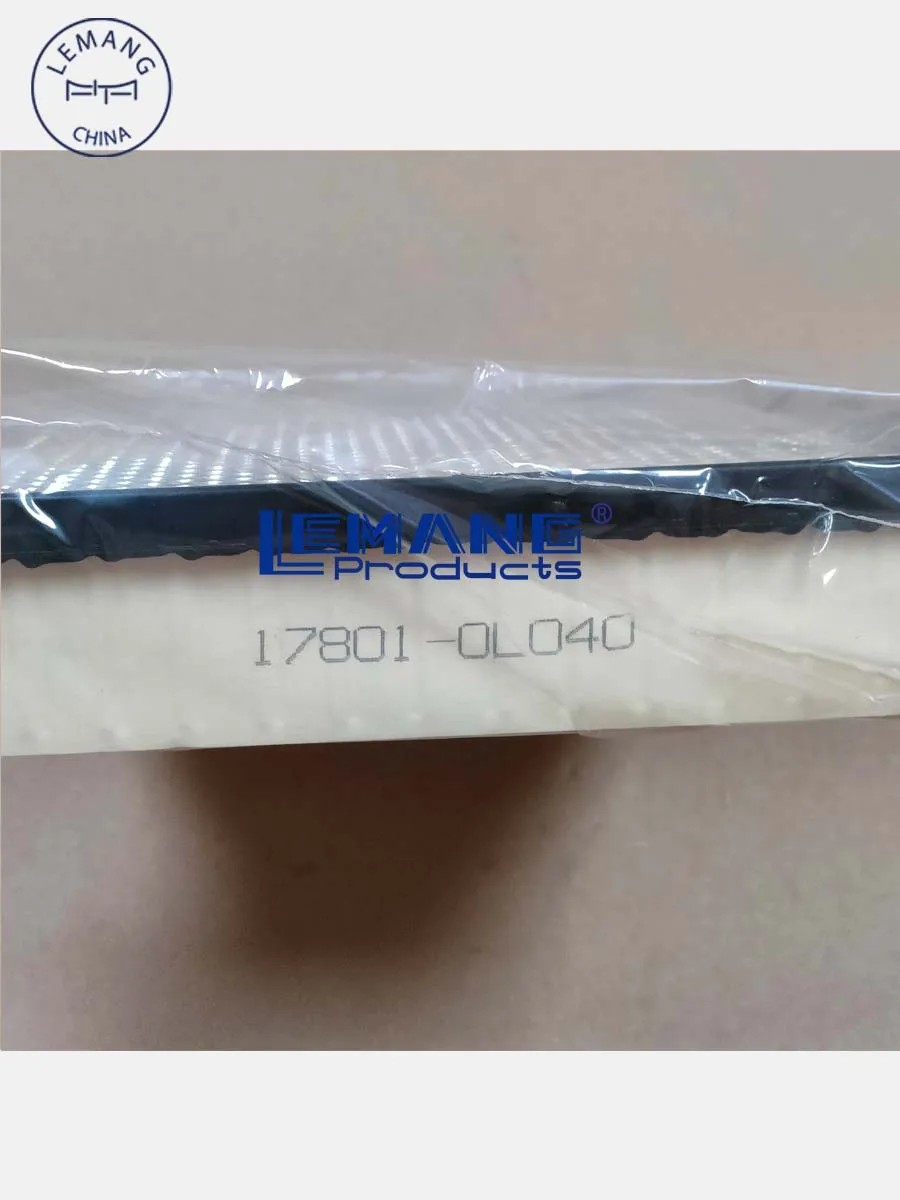 LEMANG
CHINA
LEMANG®
Products
17801-0L040